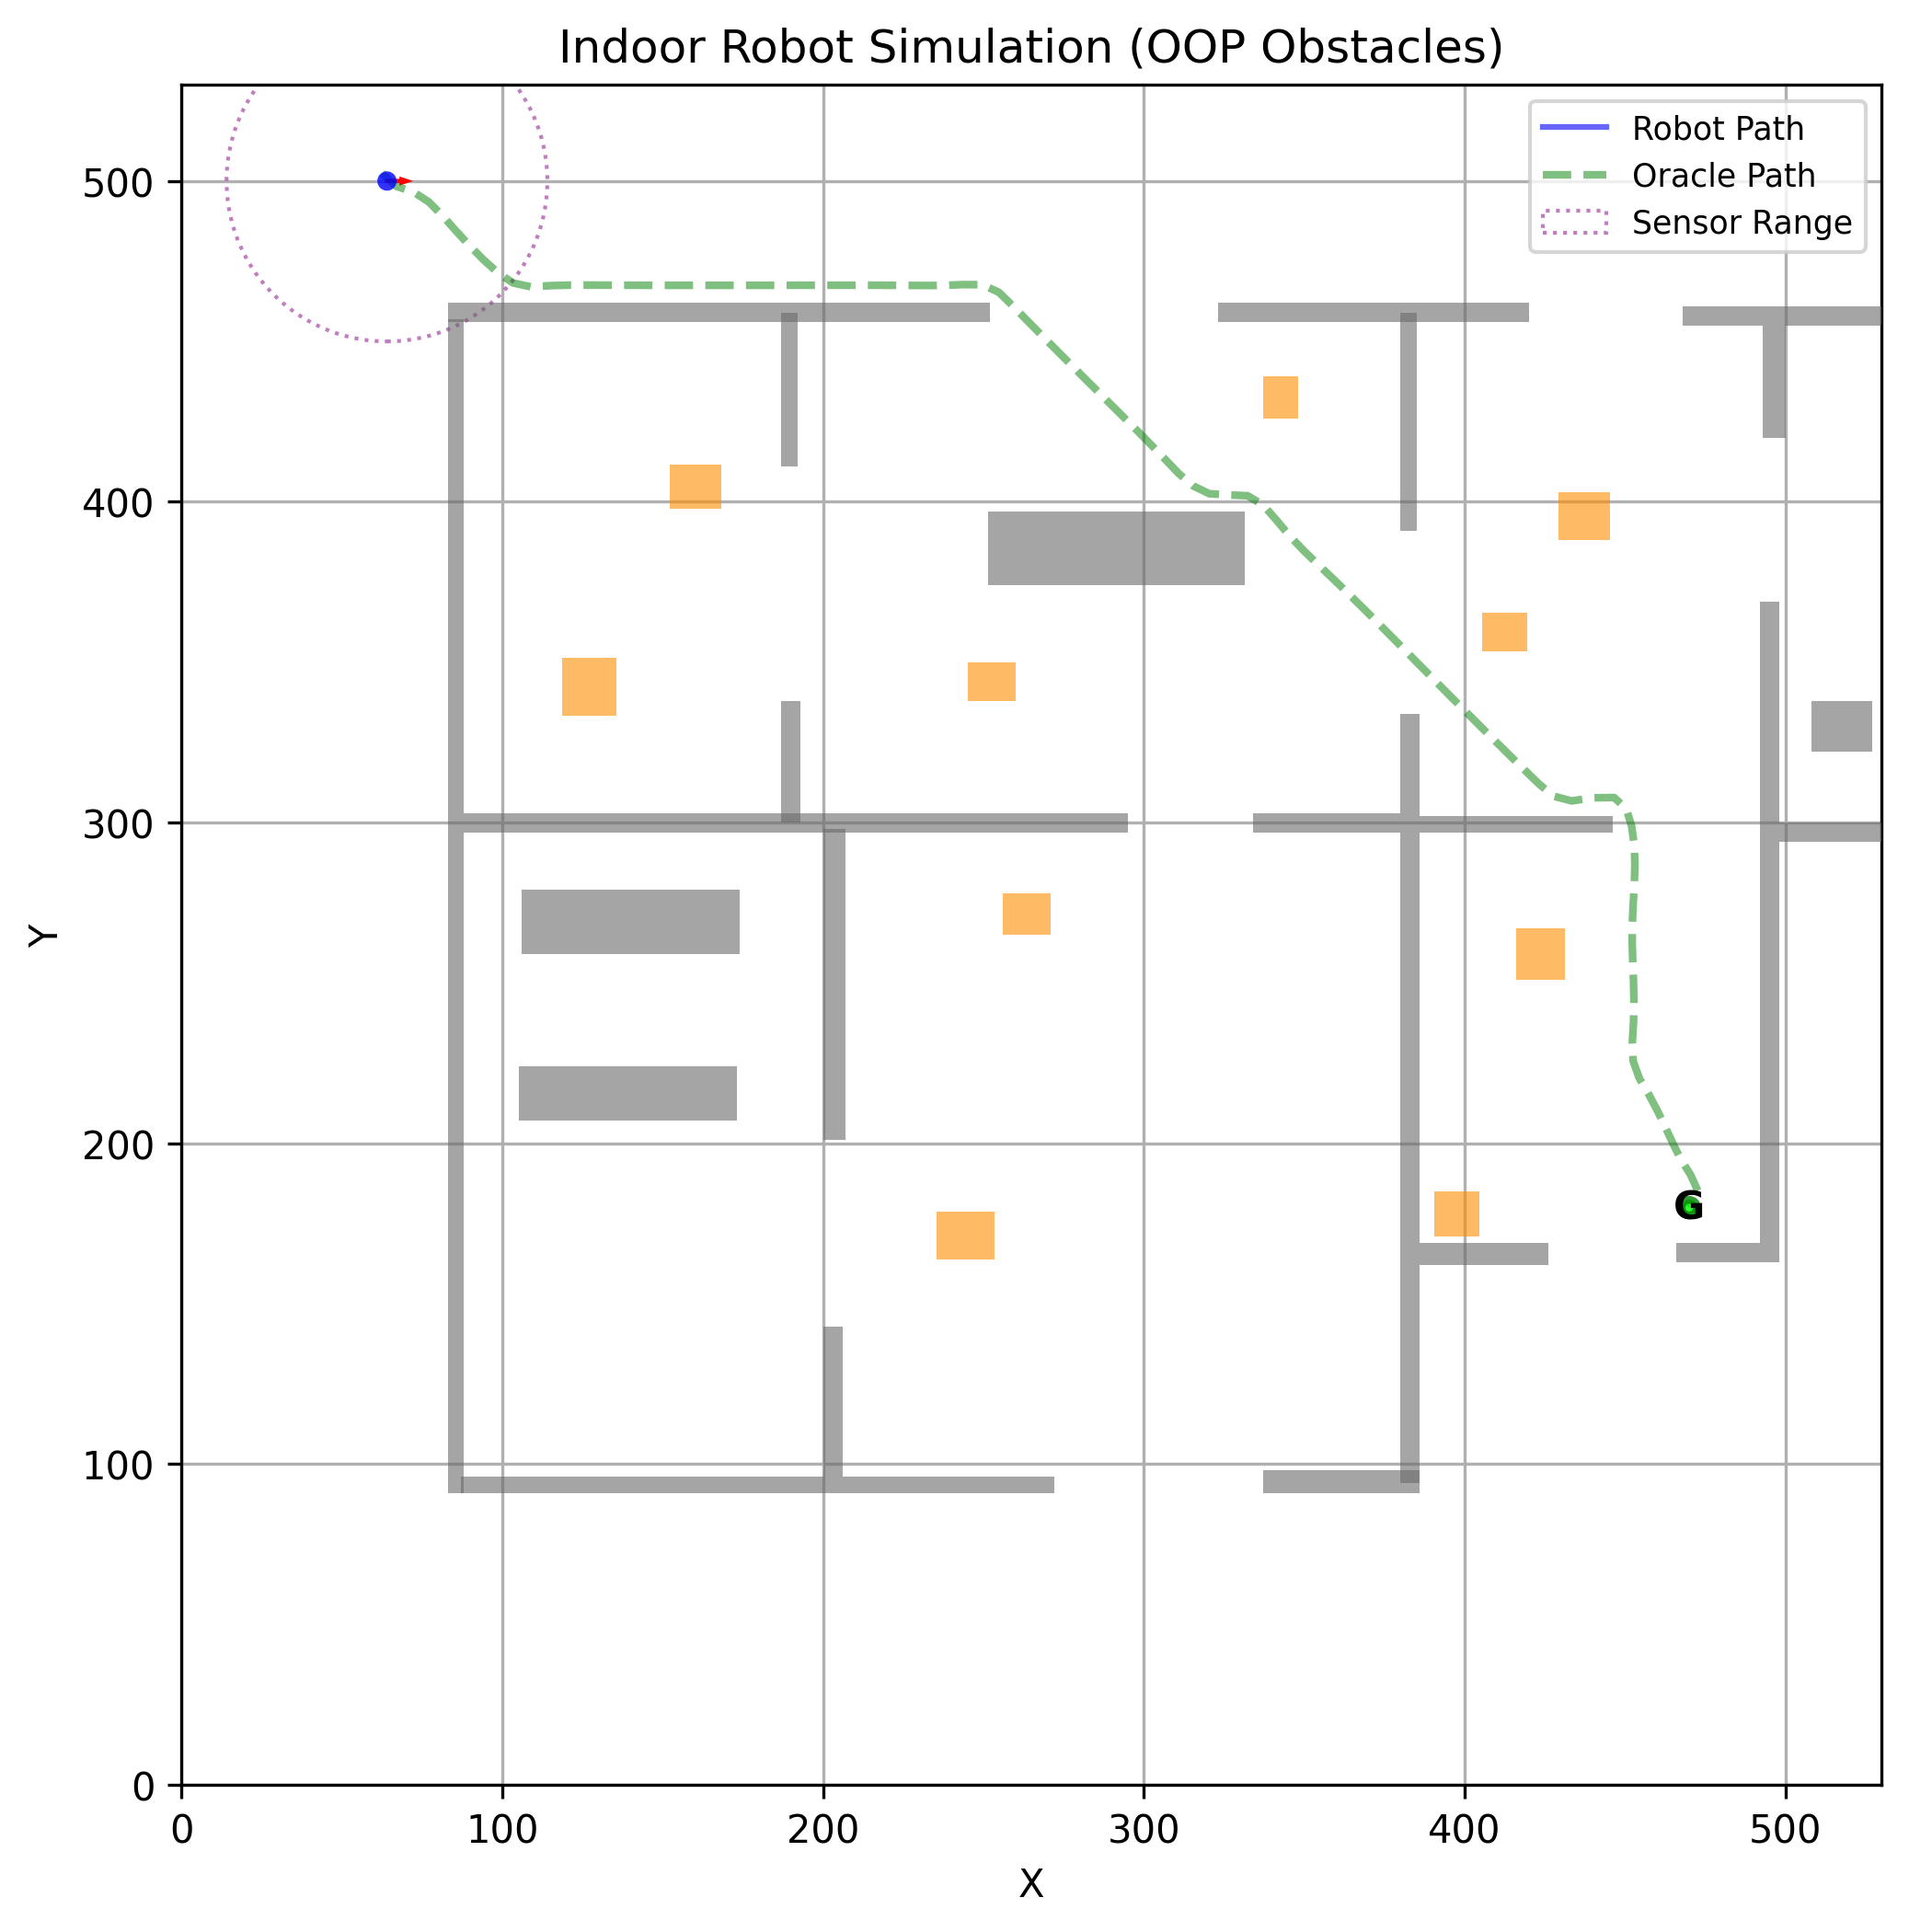 Indoor Robot Simulation (OOP Obstacles)
Robot Path
Oracle Path
Sensor Range
500
400
300
200
100
0
Y
G
0 100 200 300 400 500
X